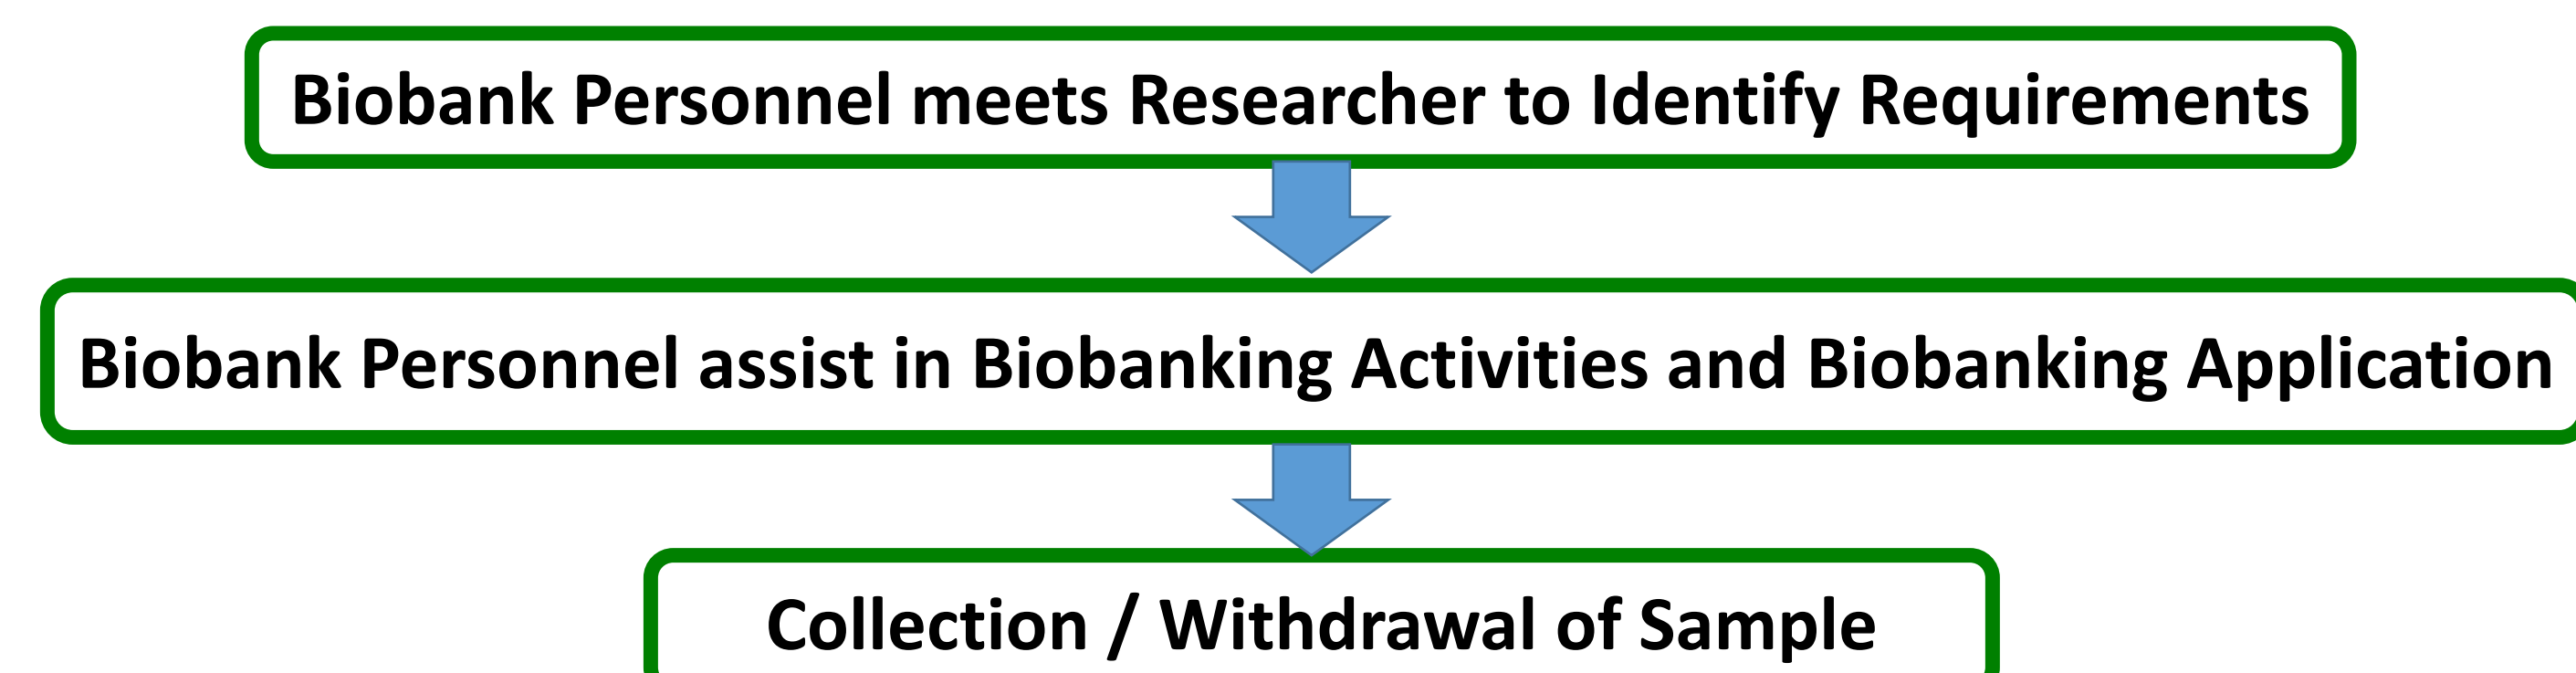 Biobank Personnel meets Researcher to Identify Requirements
Biobank Personnel assist in Biobanking Activities and Biobanking Application
Collection / Withdrawal of Sample